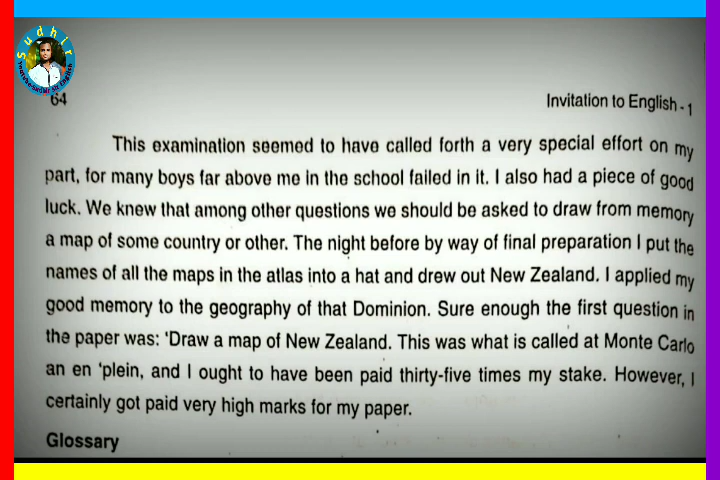 Sudhir
64
Invitation to English - 1
This examination seemed to have called forth a very special effort on my
part, for many boys far above me in the school failed in it. I also had a piece of good
luck. We knew that among other questions we should be asked to draw from memory
a map of some country or other. The night before by way of final preparation I put the
names of all the maps in the atlas into a hat and drew out New Zealand. I applied my
good memory to the geography of that Dominion. Sure enough the first question in
the paper was: 'Draw a map of New Zealand. This was what is called at Monte Carlo
an en 'plein, and I ought to have been paid thirty-five times my stake. However, I
certainly got paid very high marks for my paper.
Glossary